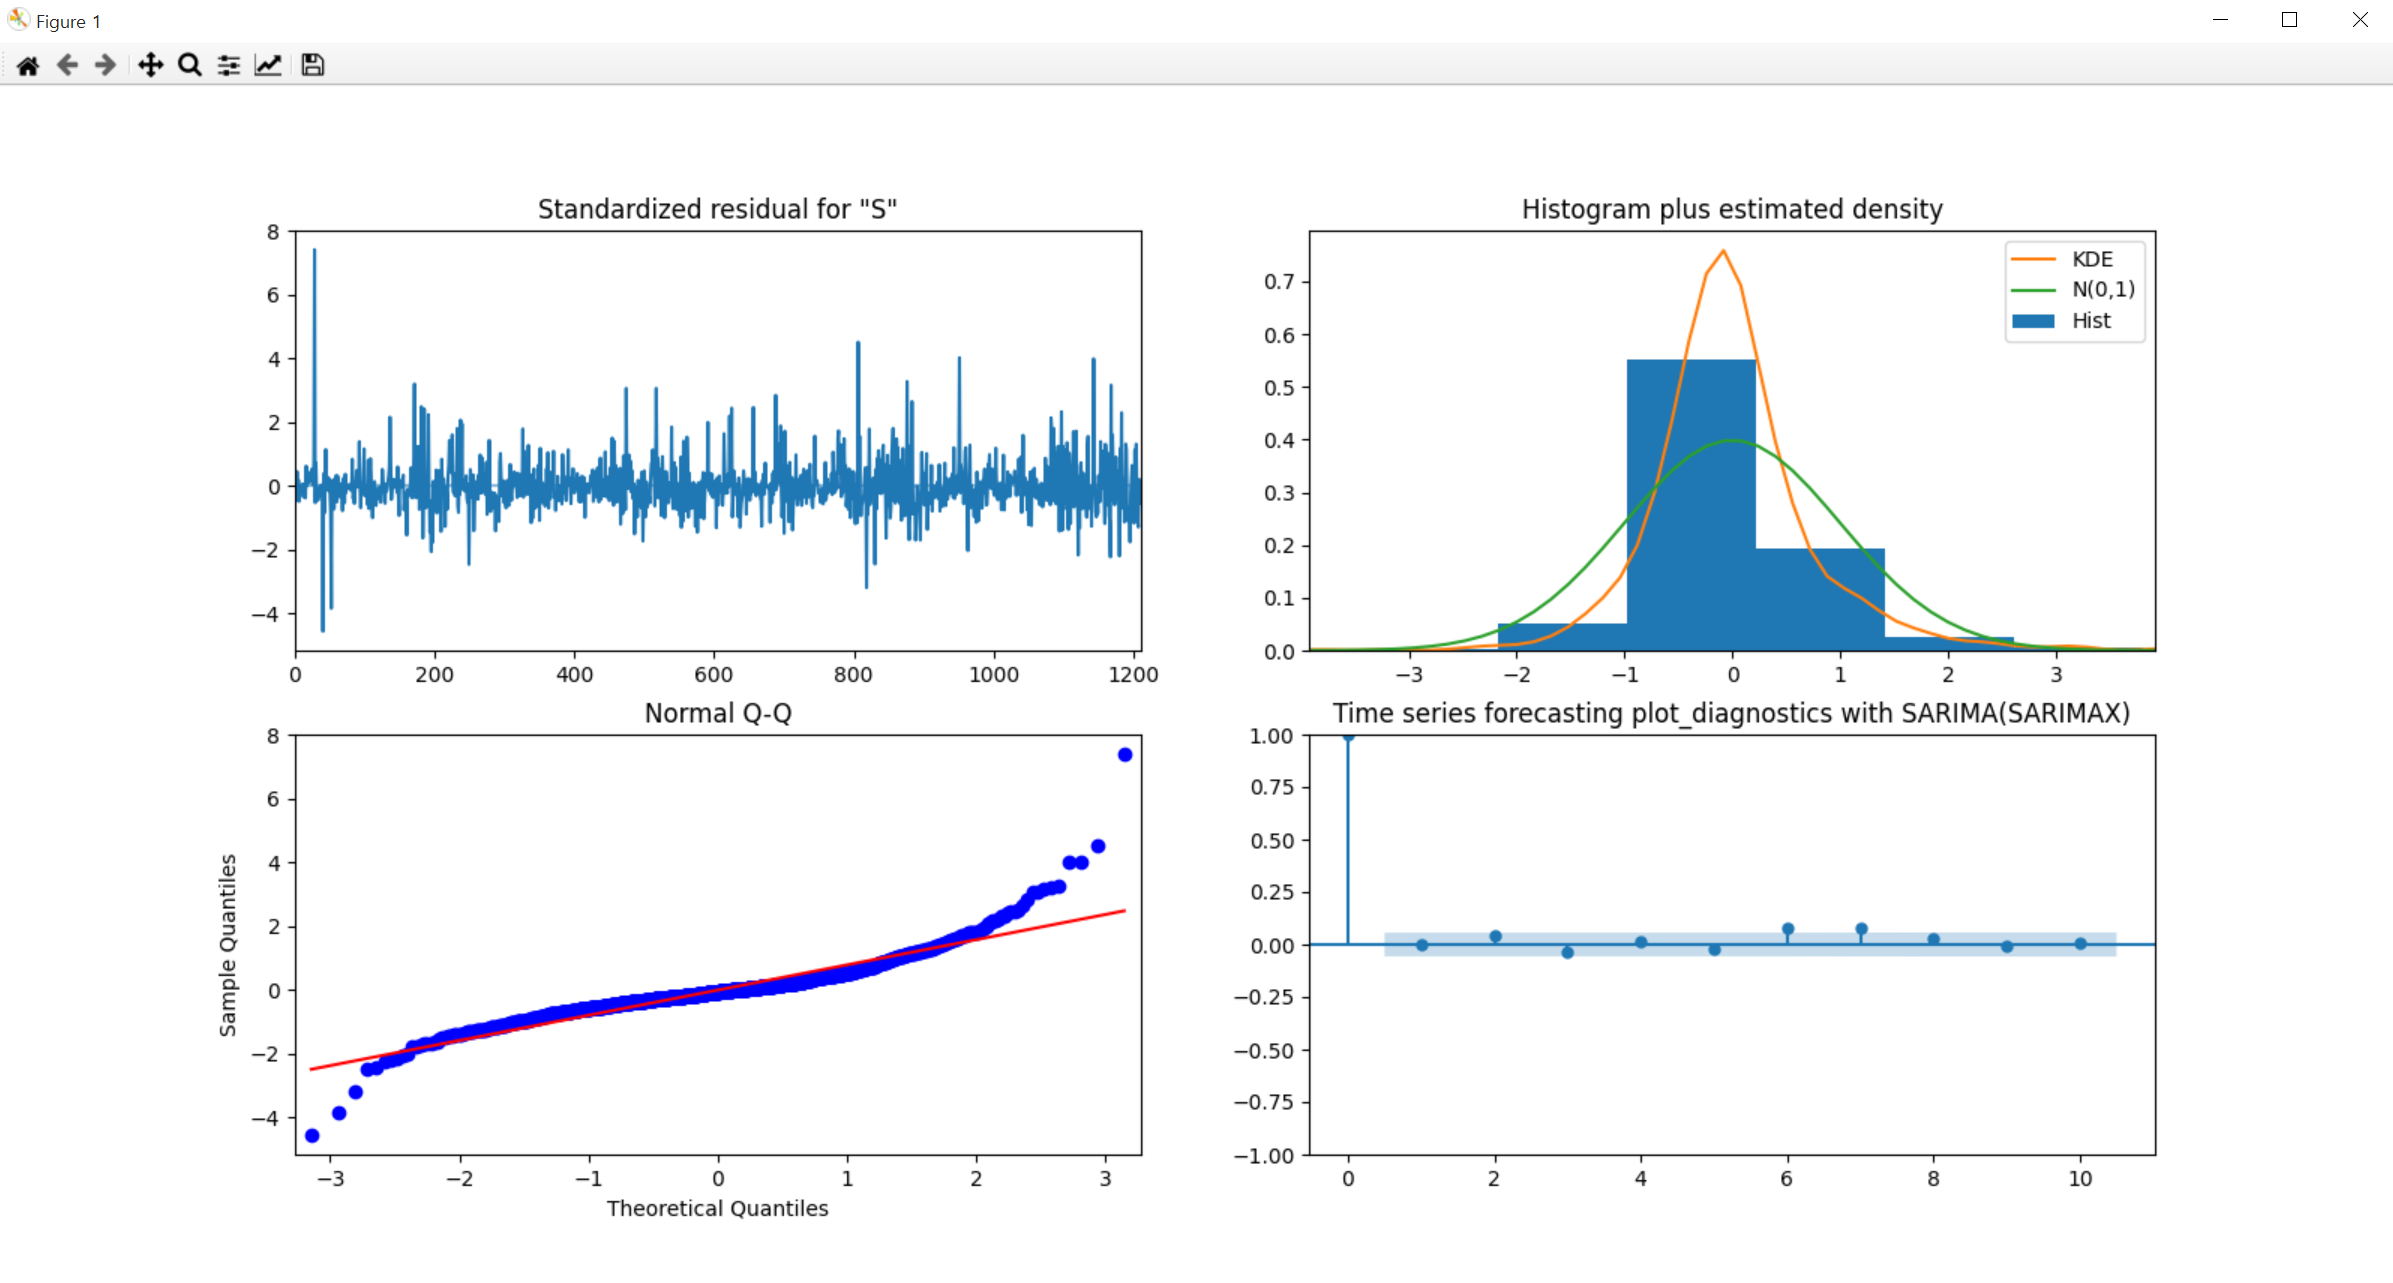 Figure 1
Standardized residual for "S"
8
6
4
2
0
−2
−4
0 200 400 600 800 1000 1200
Histogram plus estimated density
KDE
N(0,1)
Hist
0.7
0.6
0.5
0.4
0.3
0.2
0.1
0.0
−3 −2 −1 0 1 2 3
Normal Q-Q
8
6
4
2
0
−2
−4
Sample Quantiles
−3 −2 −1 0 1 2 3
Theoretical Quantiles
Time series forecasting plot_diagnostics with SARIMA(SARIMAX)
1.00
0.75
0.50
0.25
0.00
−0.25
−0.50
−0.75
−1.00
0 2 4 6 8 10